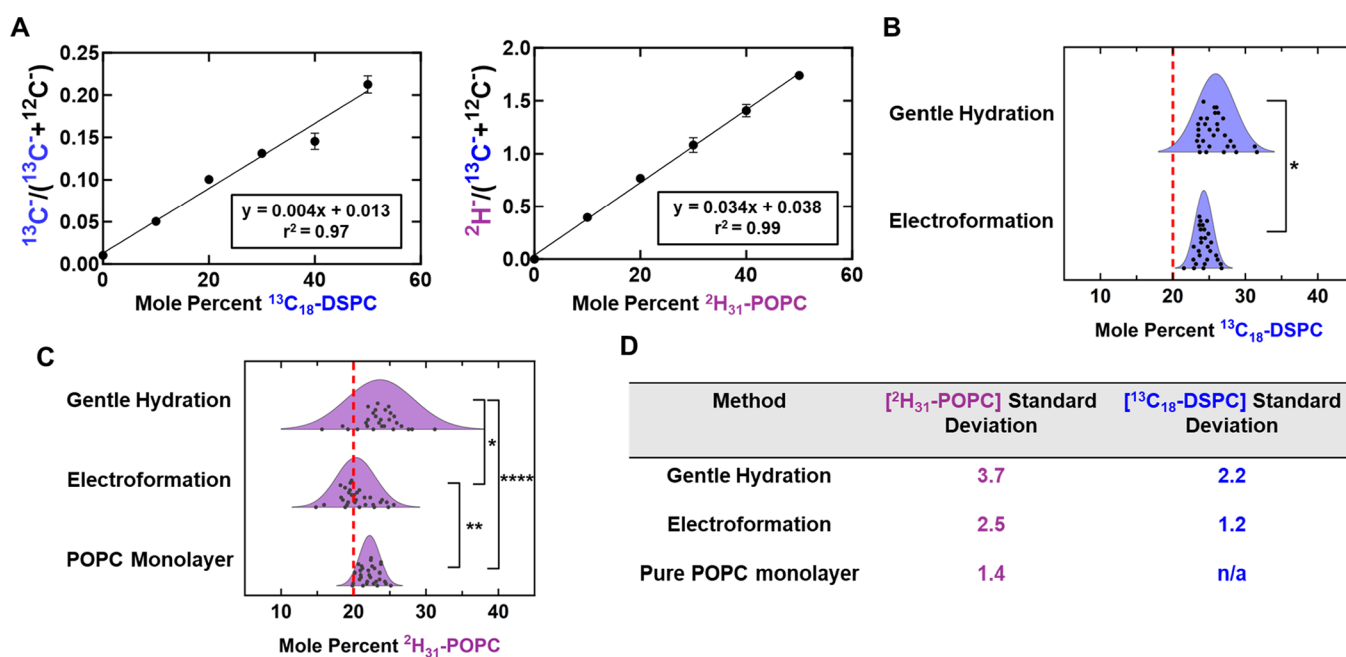 A
0.25
0.20
0.15
0.10
0.05
0.00
¹³C⁻/(¹³C⁻+¹²C⁻)
y = 0.004x + 0.013
r² = 0.97
0 20 40 60
Mole Percent ¹³C₁₈-DSPC
2.0
1.5
1.0
0.5
0.0
²H⁻/(¹³C⁻+¹²C⁻)
y = 0.034x + 0.038
r² = 0.99
0 20 40 60
Mole Percent ²H₃₁-POPC
B
Gentle Hydration
Electroformation
*
10 20 30 40
Mole Percent ¹³C₁₈-DSPC
C
Gentle Hydration
Electroformation
POPC Monolayer
*
**
****
10 20 30 40
Mole Percent ²H₃₁-POPC
D
Method [²H₃₁-POPC] Standard [¹³C₁₈-DSPC] Standard
Deviation Deviation
Gentle Hydration 3.7 2.2
Electroformation 2.5 1.2
Pure POPC monolayer 1.4 n/a